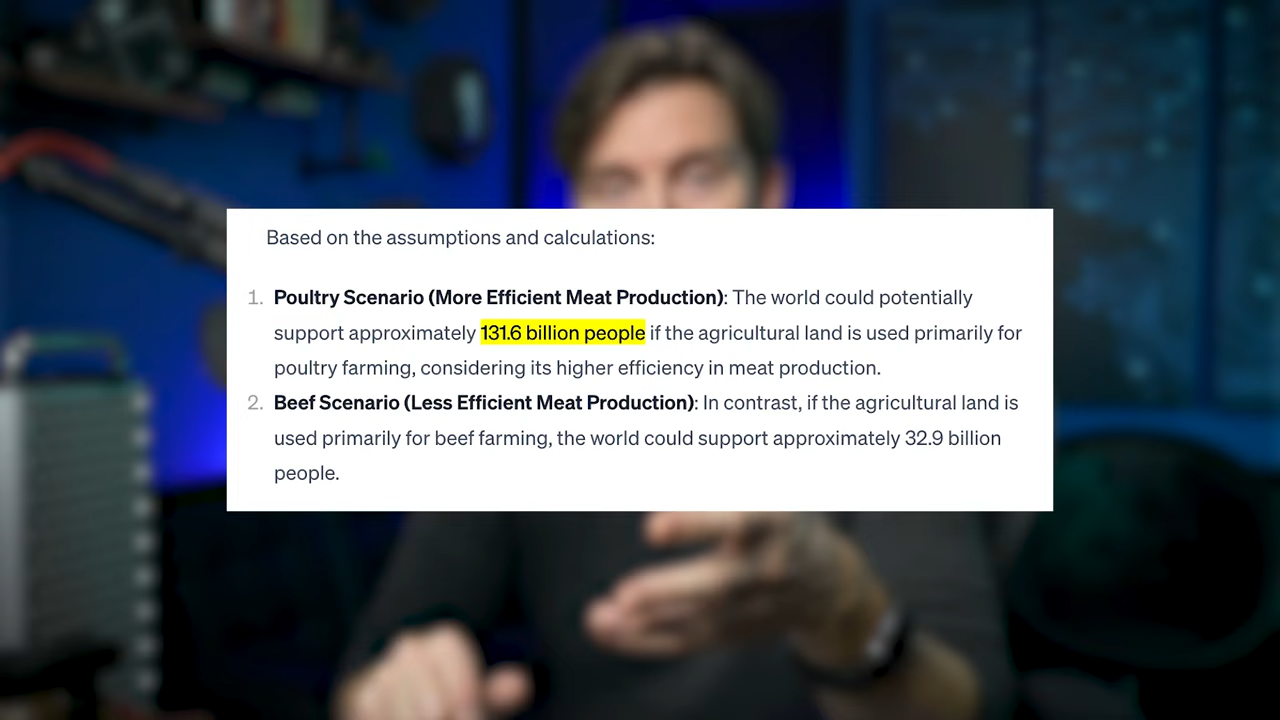 Based on the assumptions and calculations:
1. Poultry Scenario (More Efficient Meat Production): The world could potentially
support approximately 131.6 billion people if the agricultural land is used primarily for
poultry farming, considering its higher efficiency in meat production.
2. Beef Scenario (Less Efficient Meat Production): In contrast, if the agricultural land is
used primarily for beef farming, the world could support approximately 32.9 billion
people.